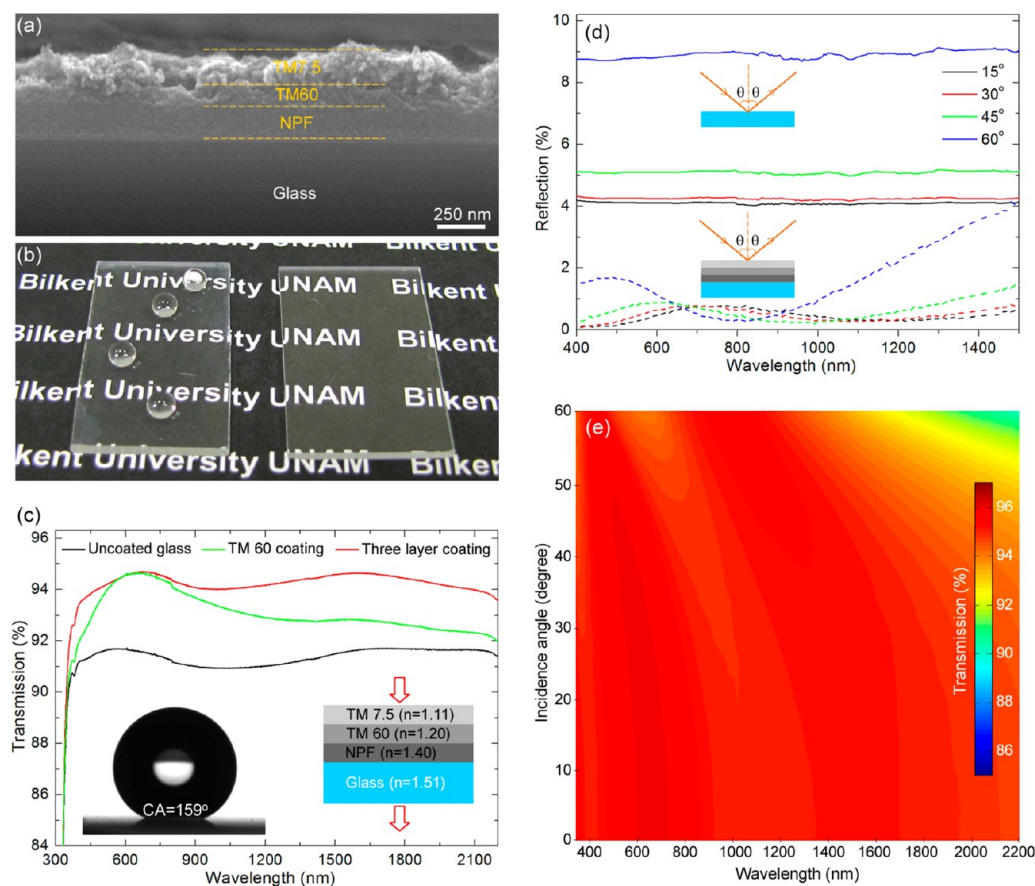 (a)
TM7.5
TM60
NPF
Glass
250 nm
(b)
Bilkent U
Bilkent University UNAM Bilkent Un
Bilkent University UNAM Bilkent U
Bilkent University UNAM Bilkent
Bilkent University UNAM Bilken
(c)
Uncoated glass TM 60 coating Three layer coating
96
94
92
90
88
86
84
Transmission (%)
TM 7.5 (n=1.11)
TM 60 (n=1.20)
NPF (n=1.40)
Glass (n=1.51)
CA=159°
300 600 900 1200 1500 1800 2100
Wavelength (nm)
(d)
10
8
6
4
2
0
Reflection (%)
θ θ
15°
30°
45°
60°
θ θ
400 600 800 1000 1200 1400
Wavelength (nm)
(e)
60
50
40
30
20
10
0
Incidence angle (degree)
Transmission (%)
96
94
92
90
88
86
400 600 800 1000 1200 1400 1600 1800 2000 2200
Wavelength (nm)